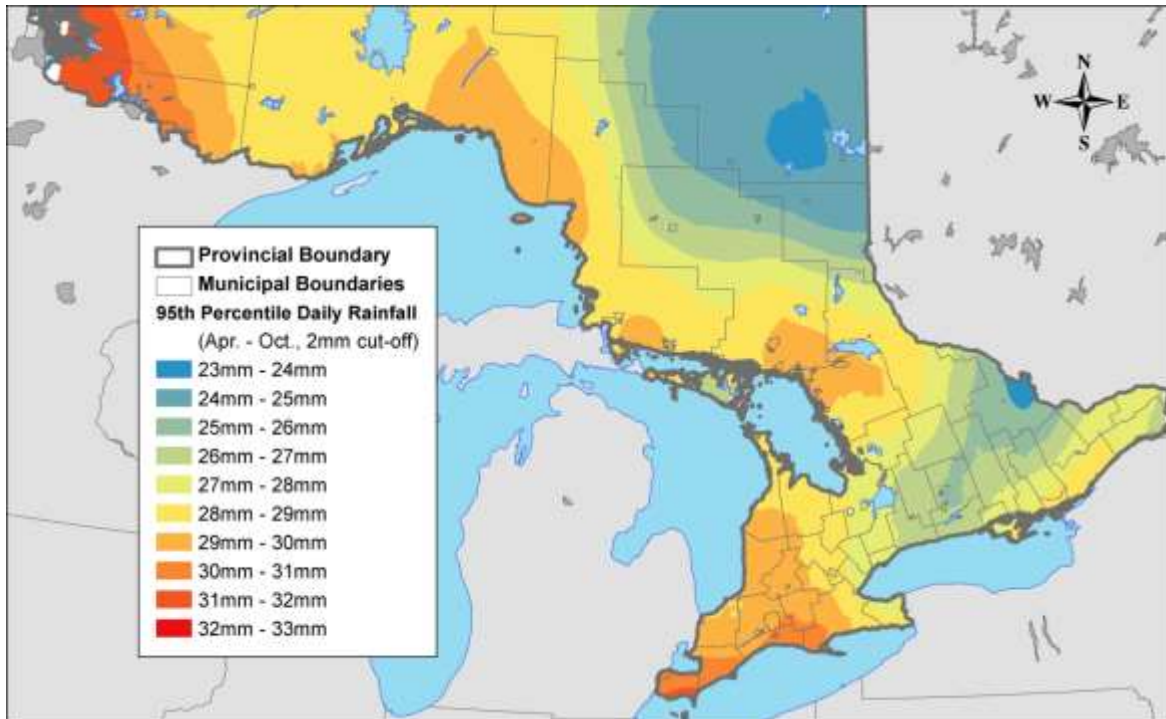 N
W E
S
Provincial Boundary
Municipal Boundaries
95th Percentile Daily Rainfall
(Apr. - Oct., 2mm cut-off)
23mm - 24mm
24mm - 25mm
25mm - 26mm
26mm - 27mm
27mm - 28mm
28mm - 29mm
29mm - 30mm
30mm - 31mm
31mm - 32mm
32mm - 33mm